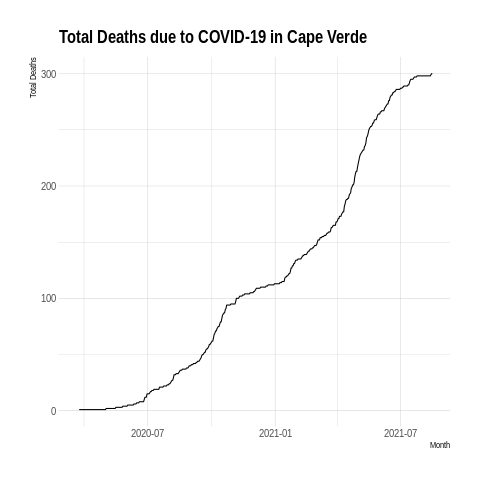 Total Deaths due to COVID-19 in Cape Verde
Total Deaths
300
200
100
0
2020-07
2021-01
2021-07
Month